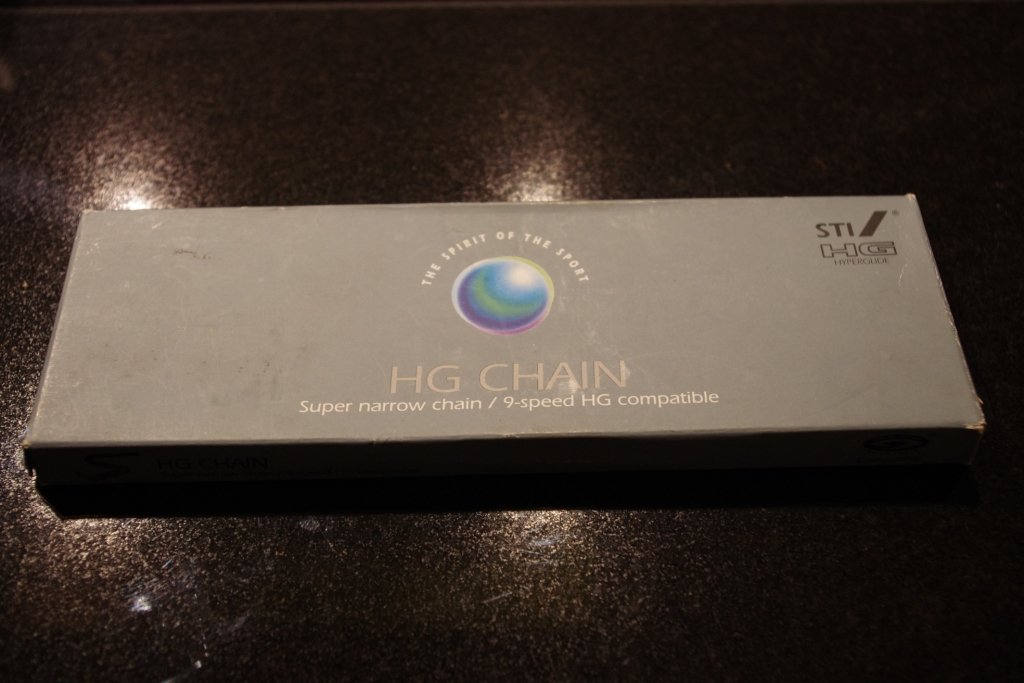 THE SPIRIT OF THE SPORT
STI
HG
HYPERGLIDE
HG CHAIN
Super narrow chain / 9-speed HG compatible
HG CHAIN